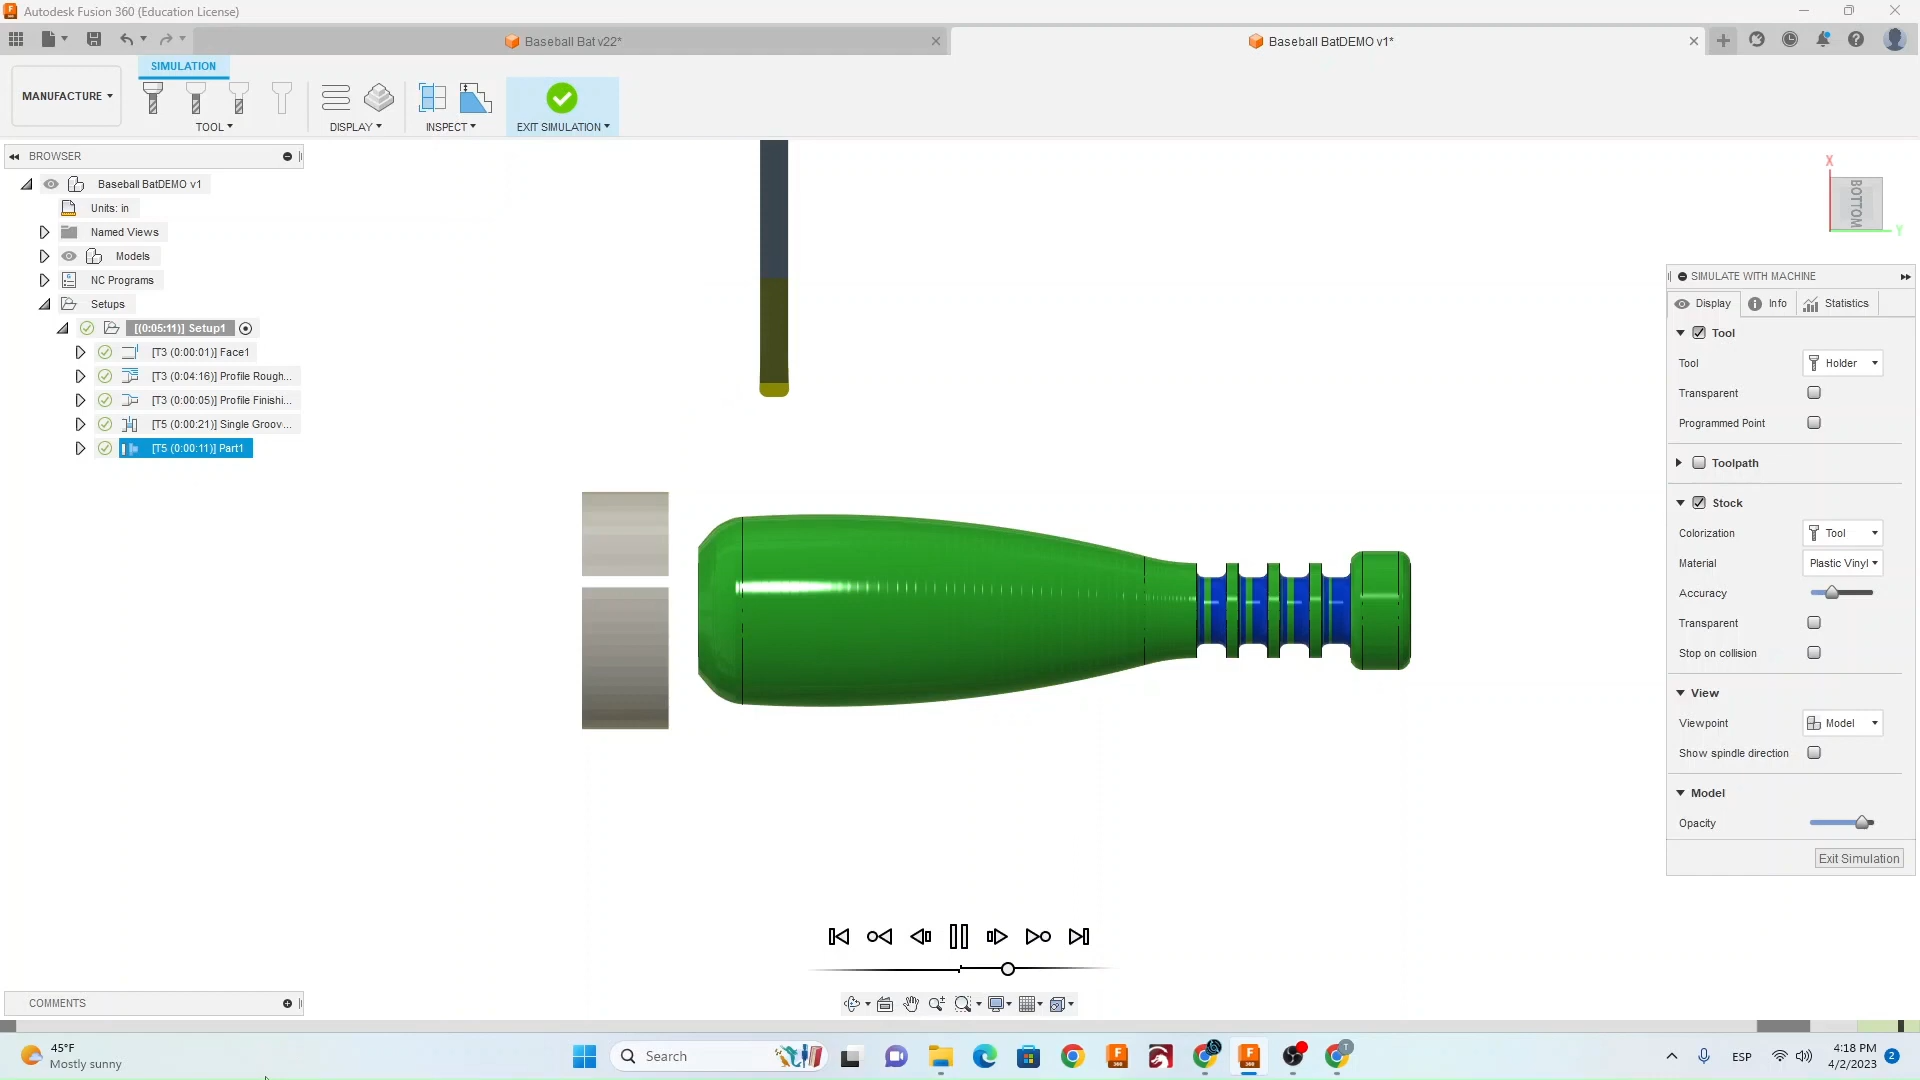 Autodesk Fusion 360 (Education License)
Baseball Bat v22*
Baseball BatDEMO v1*
MANUFACTURE
SIMULATION
TOOL
DISPLAY
INSPECT
EXIT SIMULATION
BROWSER
Baseball BatDEMO v1
Units: in
Named Views
Models
NC Programs
Setups
[(0:05:11)] Setup1
[T3 (0:00:01)] Face1
[T3 (0:04:16)] Profile Rough...
[T3 (0:00:05)] Profile Finishi...
[T5 (0:00:21)] Single Groov...
[T5 (0:00:11)] Part1
X
BOTTOM
Y
SIMULATE WITH MACHINE
Display
Info
Statistics
Tool
Tool
Holder
Transparent
Programmed Point
Toolpath
Stock
Colorization
Tool
Material
Plastic Vinyl
Accuracy
Transparent
Stop on collision
View
Viewpoint
Model
Show spindle direction
Model
Opacity
Exit Simulation
COMMENTS
45°F
Mostly sunny
Search
ESP
4:18 PM
4/2/2023
2